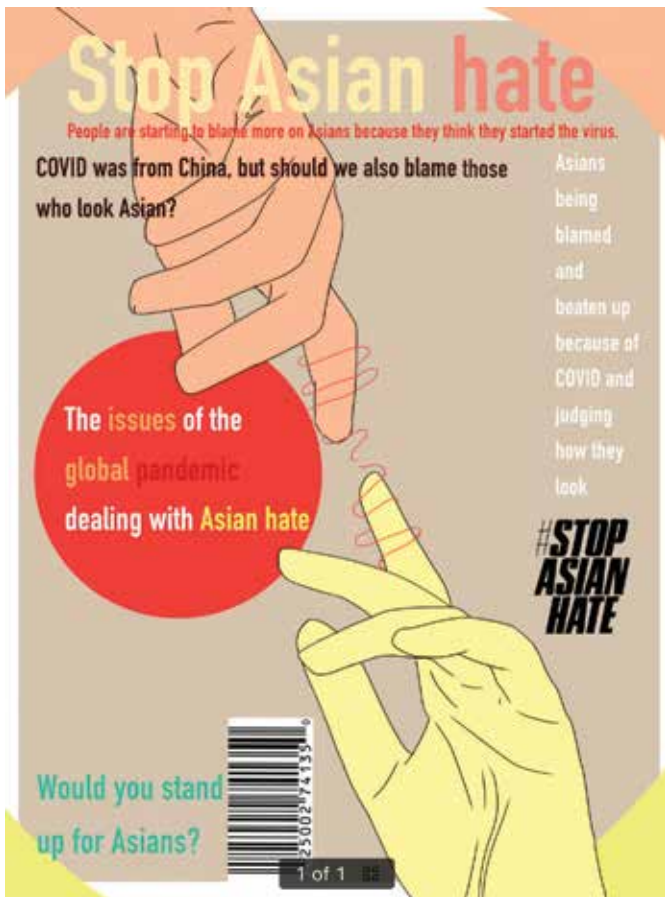 Stop Asian hate
People are starting to blame more on Asians because they think they started the virus.
COVID was from China, but should we also blame those
who look Asian?
Asians
being
blamed
and
beaten up
because of
COVID and
judging
how they
look
The issues of the
global pandemic
dealing with Asian hate
#STOP
ASIAN
HATE
Would you stand
up for Asians?
25002"74135 0
1 of 1